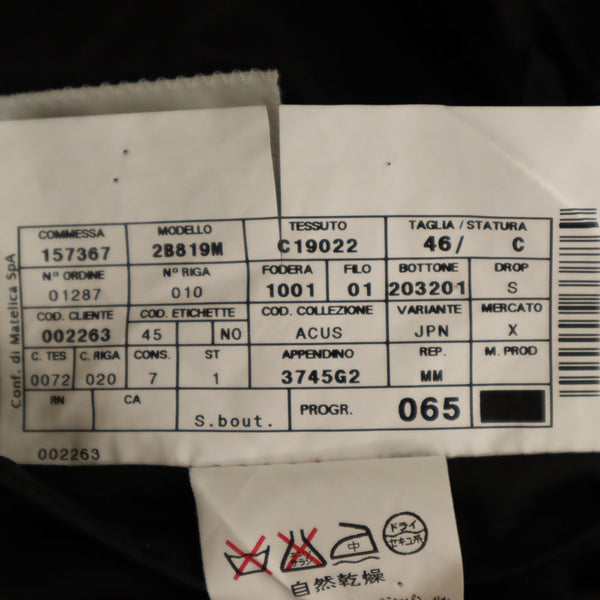 Conf. di Matelica SpA
COMMESSA MODELLO TESSUTO TAGLIA / STATURA
157367 2B819M C19022 46/ C
Nº ORDINE Nº RIGA FODERA FILO BOTTONE DROP
01287 010 1001 01 203201 S
COD. CLIENTE COD. ETICHETTE COD. COLLEZIONE VARIANTE MERCATO
002263 45 NO ACUS JPN X
C. TES C. RIGA CONS. ST APPENDINO REP. M. PROD
0072 020 7 1 3745G2 MM
RN CA S.bout. PROGR. 065
002263
中 ドライ
セキユ系
自然乾燥